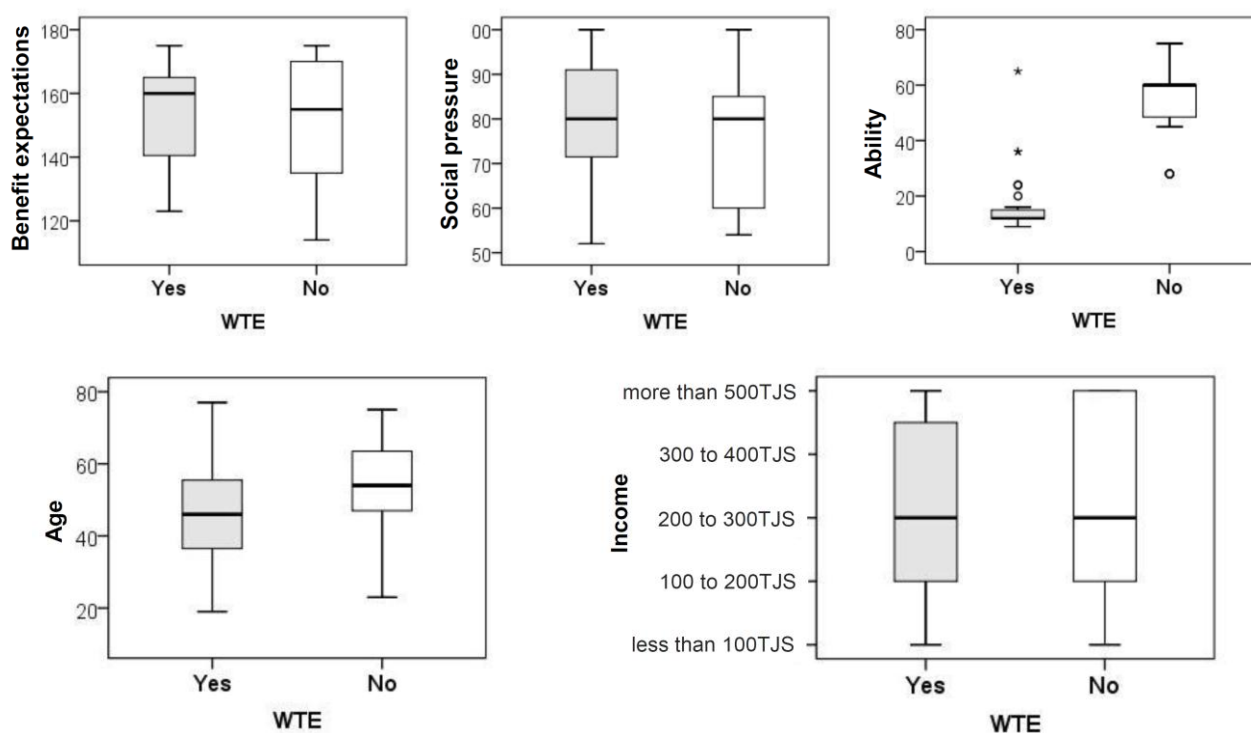 Benefit expectations
180
160
140
120
Yes No
WTE
Social pressure
00
90
80
70
60
50
Yes No
WTE
Ability
80
60
40
20
0
Yes No
WTE
Age
80
60
40
20
Yes No
WTE
Income
more than 500TJS
300 to 400TJS
200 to 300TJS
100 to 200TJS
less than 100TJS
Yes No
WTE